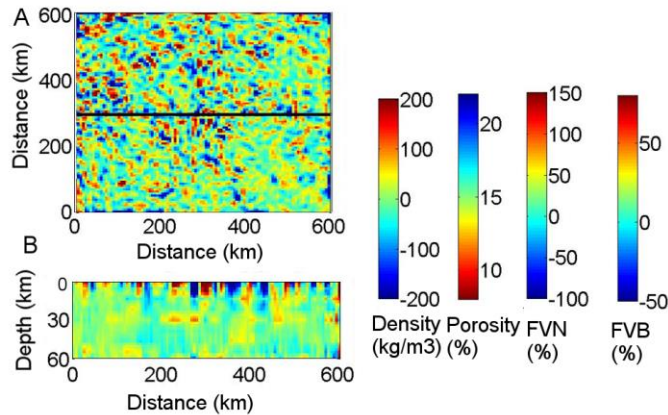 A
600
400
200
0
Distance (km)
0 200 400 600
Distance (km)
B
0
30
60
Depth (km)
0 200 400 600
Distance (km)
200
100
0
-100
-200
Density
(kg/m3)
20
15
10
Porosity
(%)
150
100
50
0
-50
-100
FVN
(%)
50
0
-50
FVB
(%)